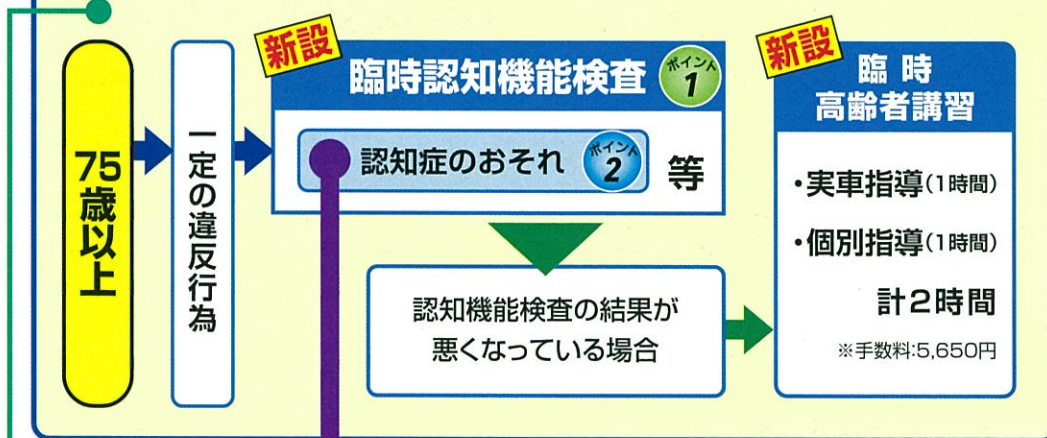 75歳以上
一定の違反行為
新設
臨時認知機能検査
ポイント
1
認知症のおそれ
ポイント
2
等
認知機能検査の結果が
悪くなっている場合
新設
臨時
高齢者講習
・実車指導(1時間)
・個別指導(1時間)
計2時間
※手数料:5,650円